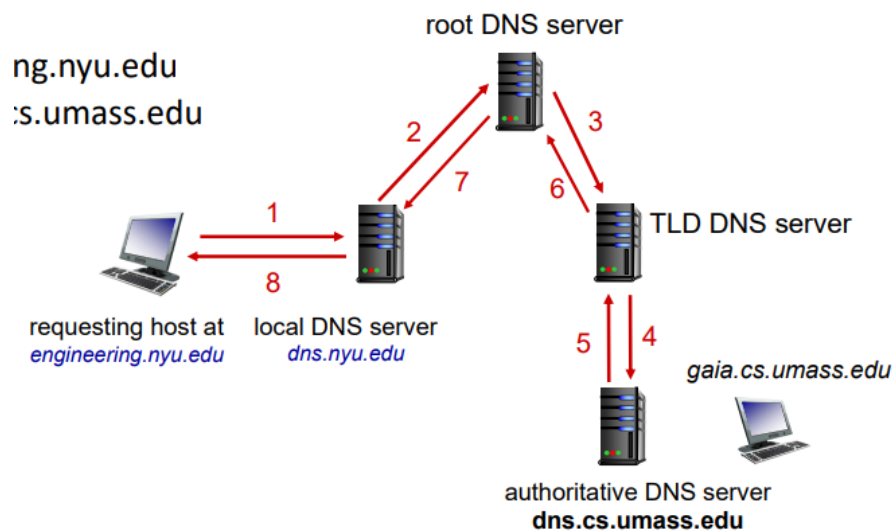 root DNS server
ng.nyu.edu
cs.umass.edu
2
3
7
6
1
TLD DNS server
8
requesting host at
engineering.nyu.edu
local DNS server
dns.nyu.edu
5
4
gaia.cs.umass.edu
authoritative DNS server
dns.cs.umass.edu